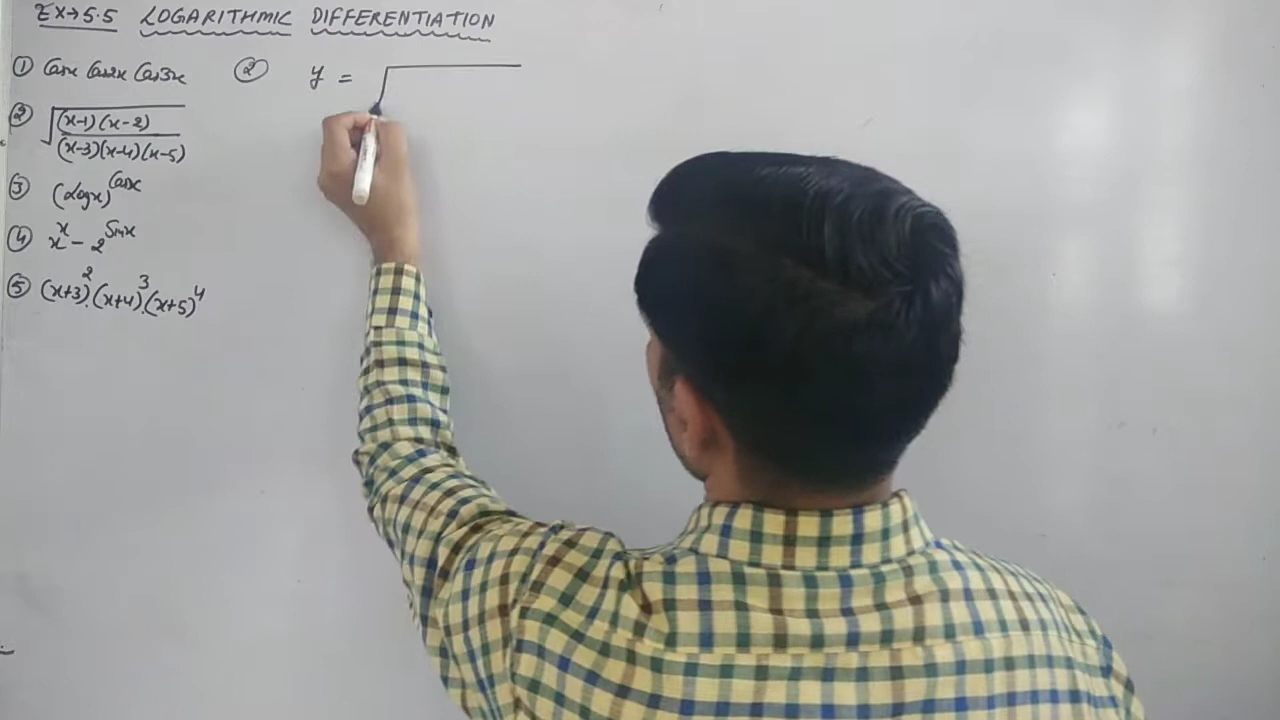 EX→5.5 LOGARITHMIC DIFFERENTIATION
① Cosx Cos2x Cos3x
② √((x-1)(x-2) / (x-3)(x-4)(x-5))
③ (logx)^Cosx
④ x^x - 2^Sinx
⑤ (x+3)^2.(x+4)^3.(x+5)^4
② y = √